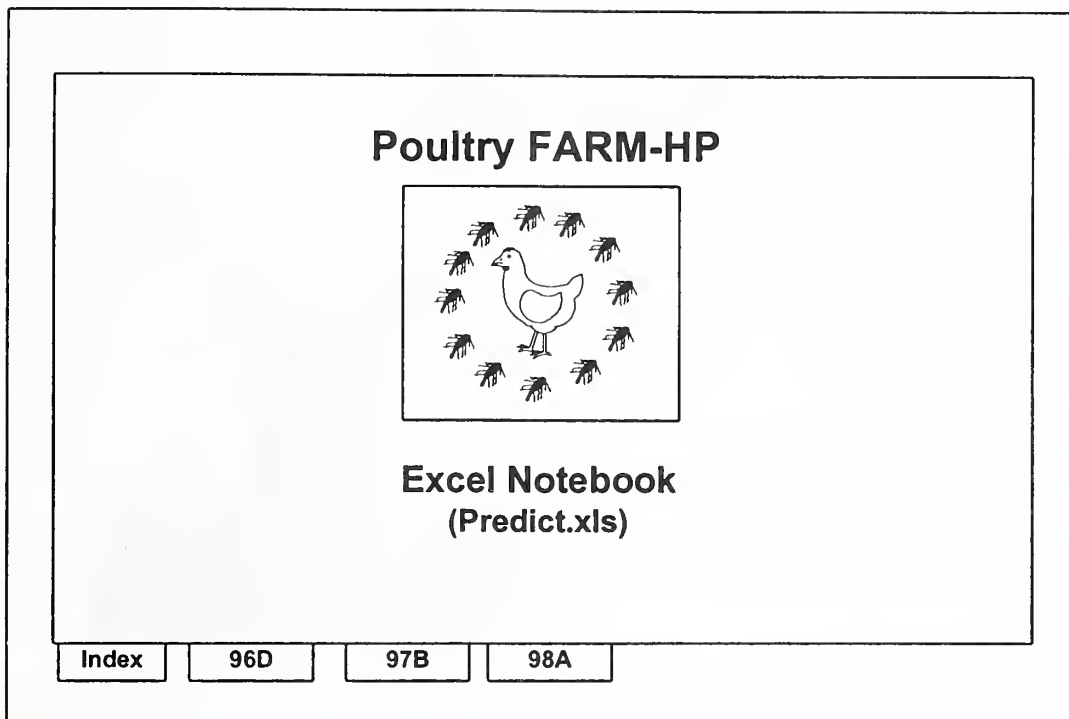 Poultry FARM-HP
Excel Notebook
(Predict.xls)
Index 96D 97B 98A